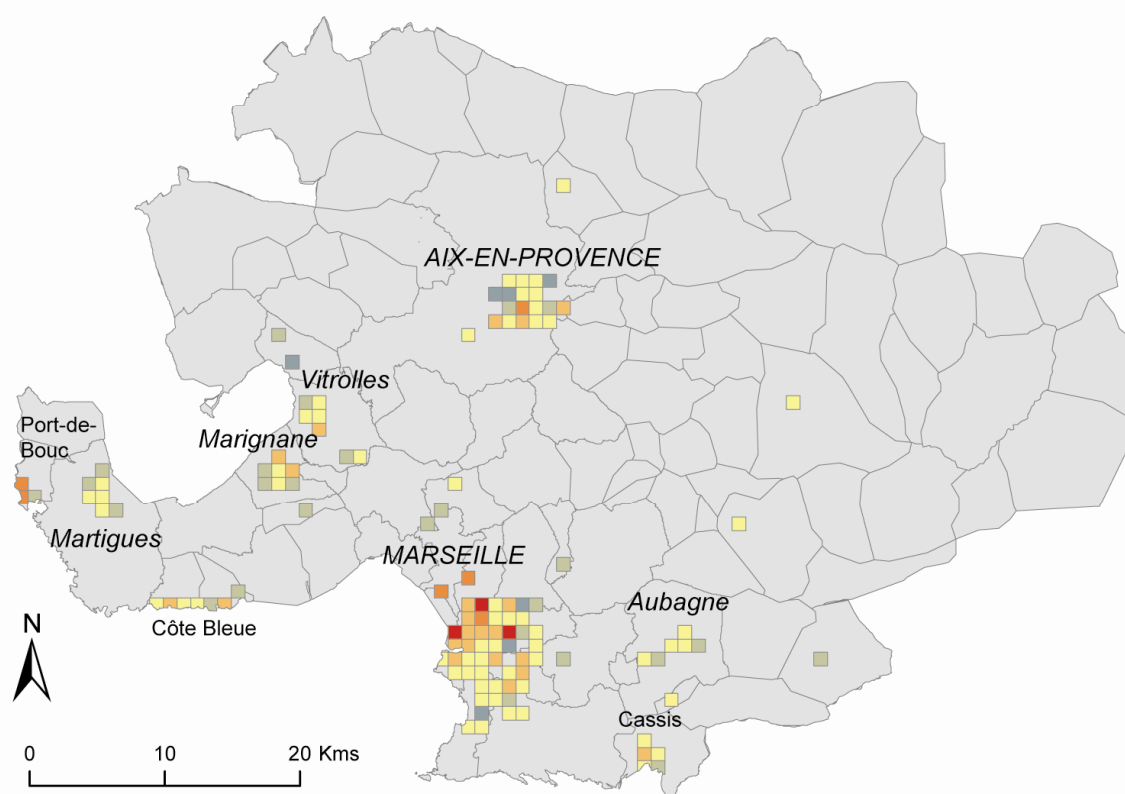 AIX-EN-PROVENCE
Vitrolles
Port-de-
Bouc
Marignane
Martigues
MARSEILLE
Aubagne
Côte Bleue
N
Cassis
0 10 20 Kms